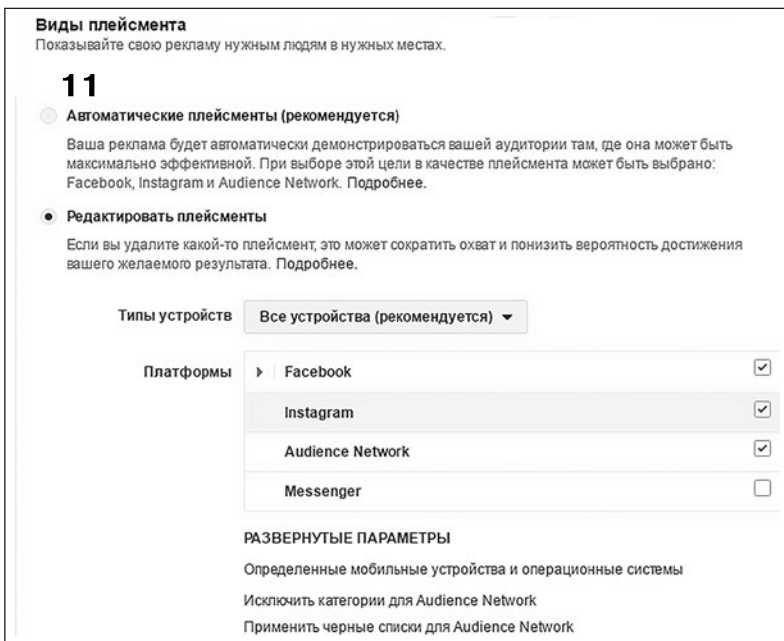 Виды плейсмента
Показывайте свою рекламу нужным людям в нужных местах.
11
Автоматические плейсменты (рекомендуется)
Ваша реклама будет автоматически демонстрироваться вашей аудитории там, где она может быть
максимально эффективной. При выборе этой цели в качестве плейсмента может быть выбрано:
Facebook, Instagram и Audience Network. Подробнее.
Редактировать плейсменты
Если вы удалите какой-то плейсмент, это может сократить охват и понизить вероятность достижения
вашего желаемого результата. Подробнее.
Типы устройств Все устройства (рекомендуется)
Платформы Facebook
Instagram
Audience Network
Messenger
РАЗВЕРНУТЫЕ ПАРАМЕТРЫ
Определенные мобильные устройства и операционные системы
Исключить категории для Audience Network
Применить черные списки для Audience Network